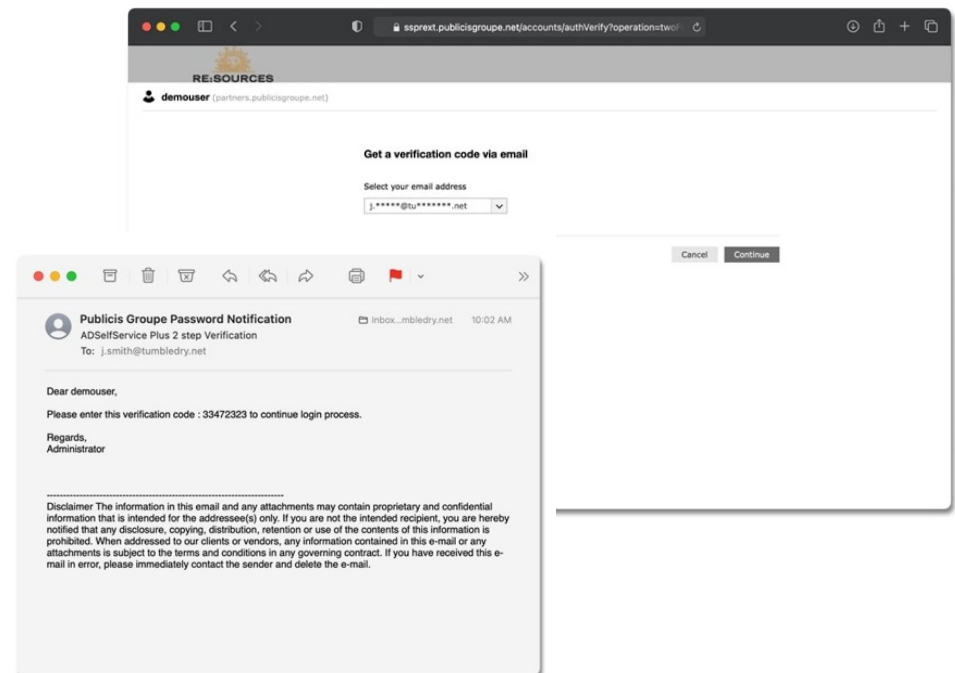 ssprext.publicisgroupe.net/accounts/authVerify?operation=twoF
RE:SOURCES
demouser (partners.publicisgroupe.net)
Get a verification code via email
Select your email address
j.*****@tu*******.net
Cancel Continue
Publicis Groupe Password Notification Inbox...mbledry.net 10:02 AM
ADSelfService Plus 2 step Verification
To: j.smith@tumbledry.net
Dear demouser,
Please enter this verification code : 33472323 to continue login process.
Regards,
Administrator
------------------------------------------------------------------------
Disclaimer The information in this email and any attachments may contain proprietary and confidential
information that is intended for the addressee(s) only. If you are not the intended recipient, you are hereby
notified that any disclosure, copying, distribution, retention or use of the contents of this information is
prohibited. When addressed to our clients or vendors, any information contained in this e-mail or any
attachments is subject to the terms and conditions in any governing contract. If you have received this e-
mail in error, please immediately contact the sender and delete the e-mail.